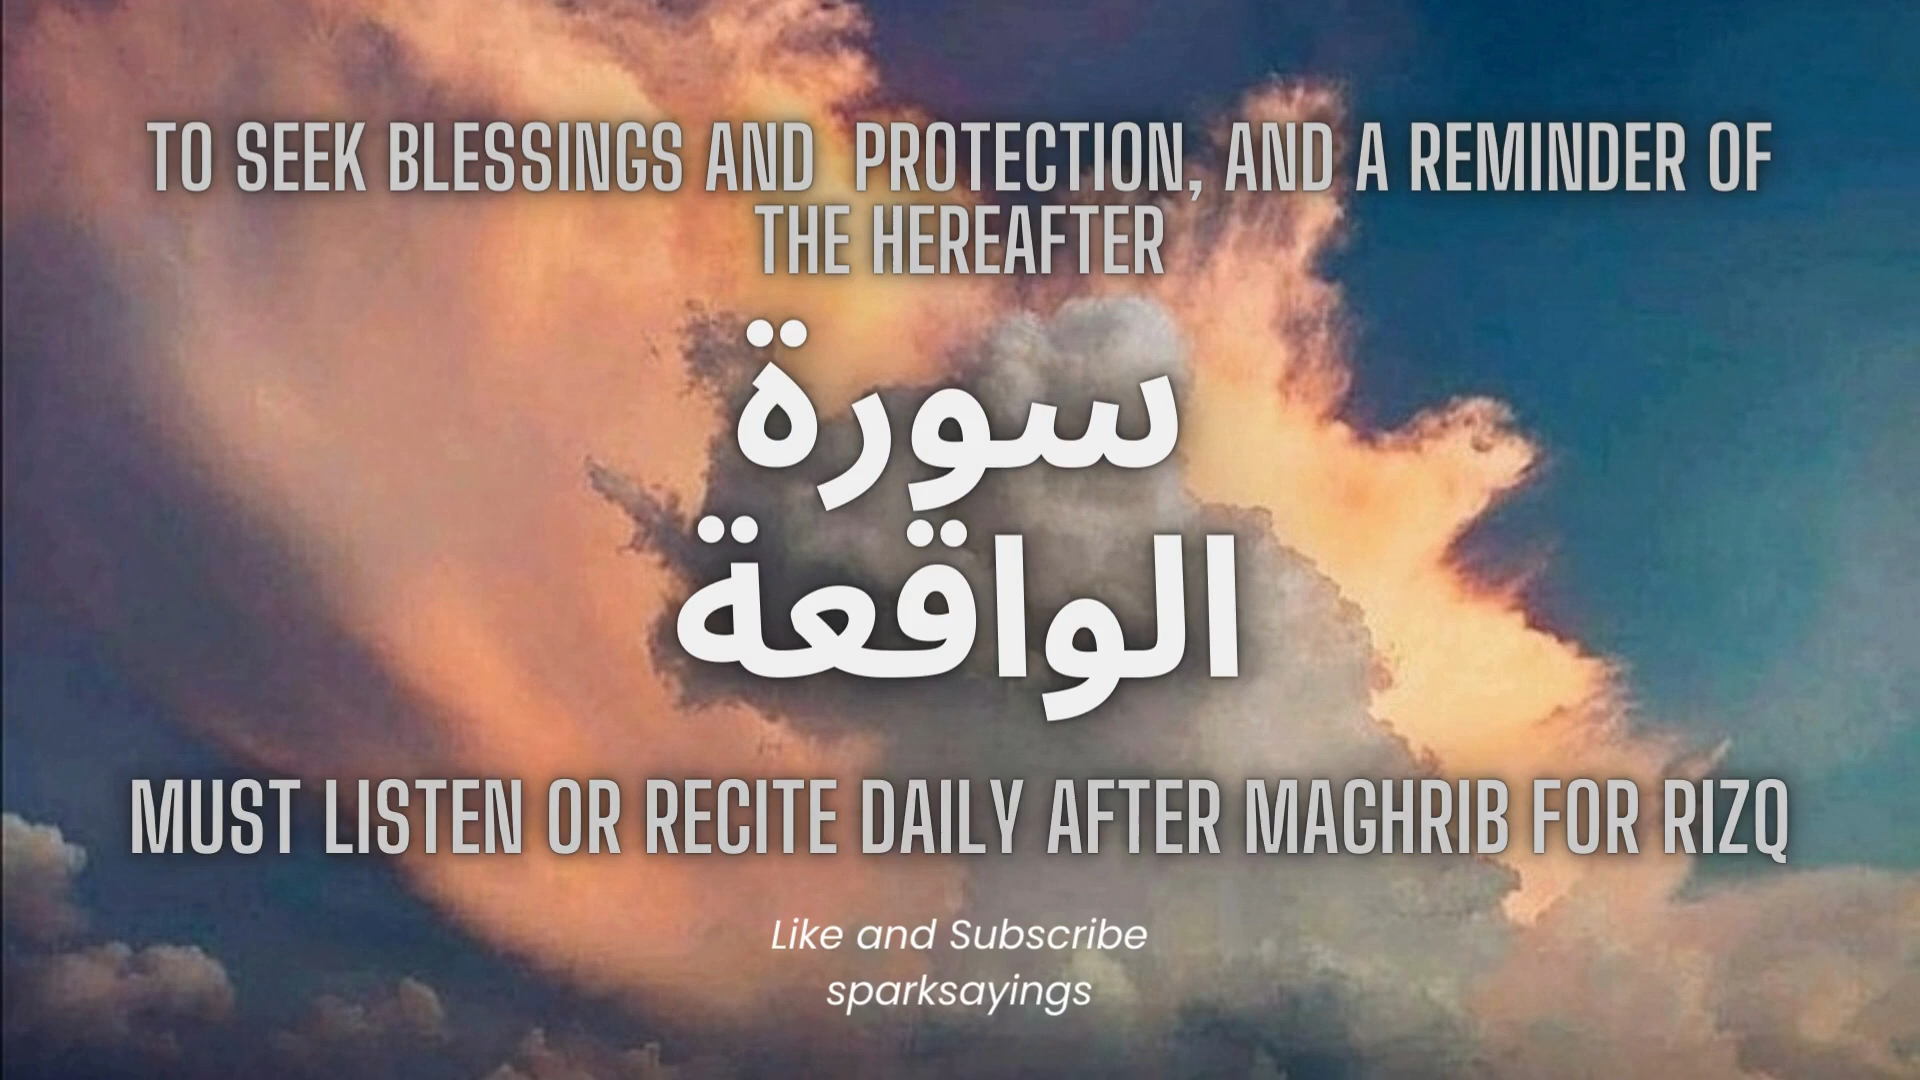 TO SEEK BLESSINGS AND PROTECTION, AND A REMINDER OF
THE HEREAFTER
سورة
الواقعة
MUST LISTEN OR RECITE DAILY AFTER MAGHRIB FOR RIZQ
Like and Subscribe
sparksayings